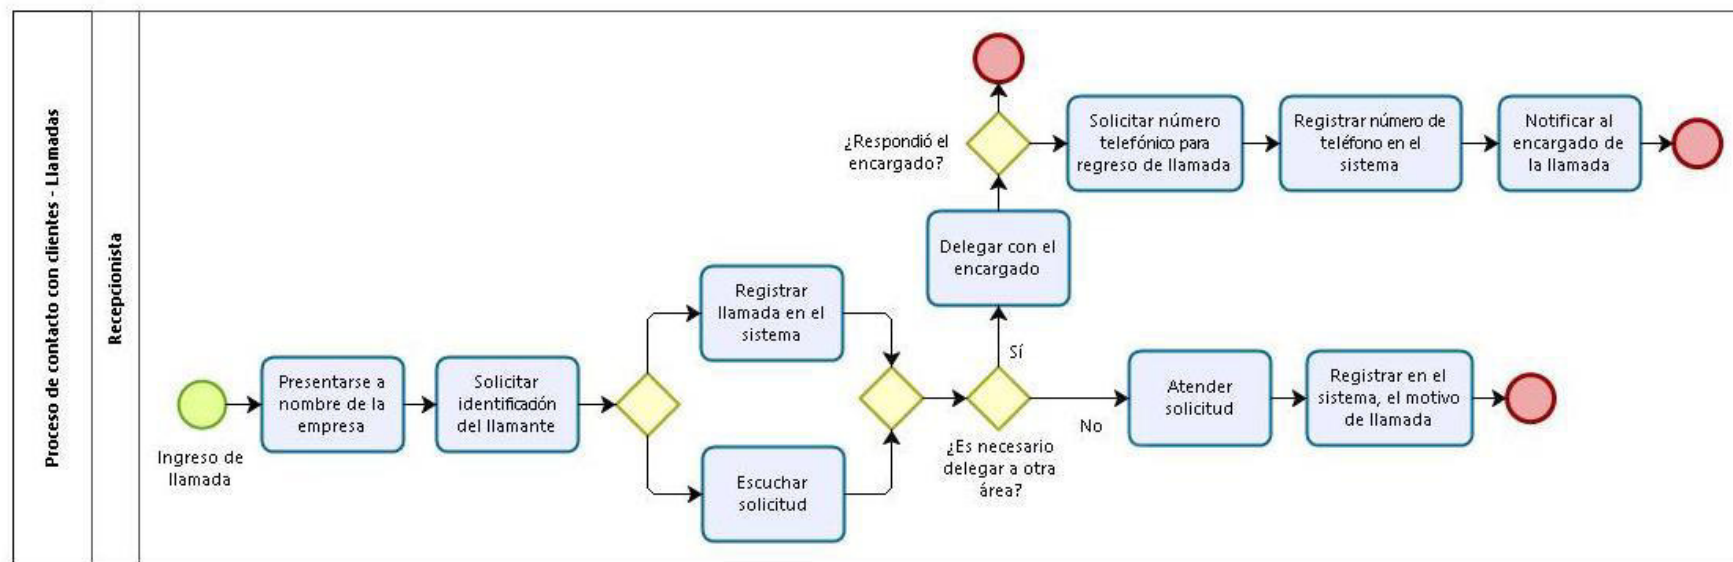 Proceso de contacto con clientes - Llamadas
Recepcionista
Ingreso de
llamada
Presentarse a
nombre de la
empresa
Solicitar
identificación
del llamante
Registrar
llamada en el
sistema
Escuchar
solicitud
¿Es necesario
delegar a otra
área?
Sí
No
Delegar con el
encargado
¿Respondió el
encargado?
Solicitar número
telefónico para
regreso de llamada
Registrar número de
teléfono en el
sistema
Notificar al
encargado de
la llamada
Atender
solicitud
Registrar en el
sistema, el motivo
de llamada